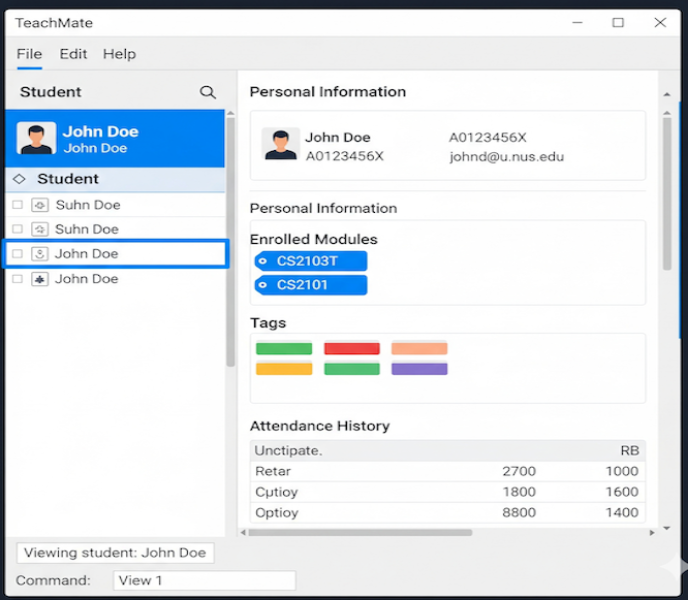 TeachMate
File Edit Help
Student
John Doe
John Doe
Student
Suhn Doe
Suhn Doe
John Doe
John Doe
Personal Information
John Doe A0123456X
A0123456X johnd@u.nus.edu
Personal Information
Enrolled Modules
CS2103T
CS2101
Tags
Attendance History
Unctipate. RB
Retar 2700 1000
Cutioy 1800 1600
Optioy 8800 1400
Viewing student: John Doe
Command: View 1